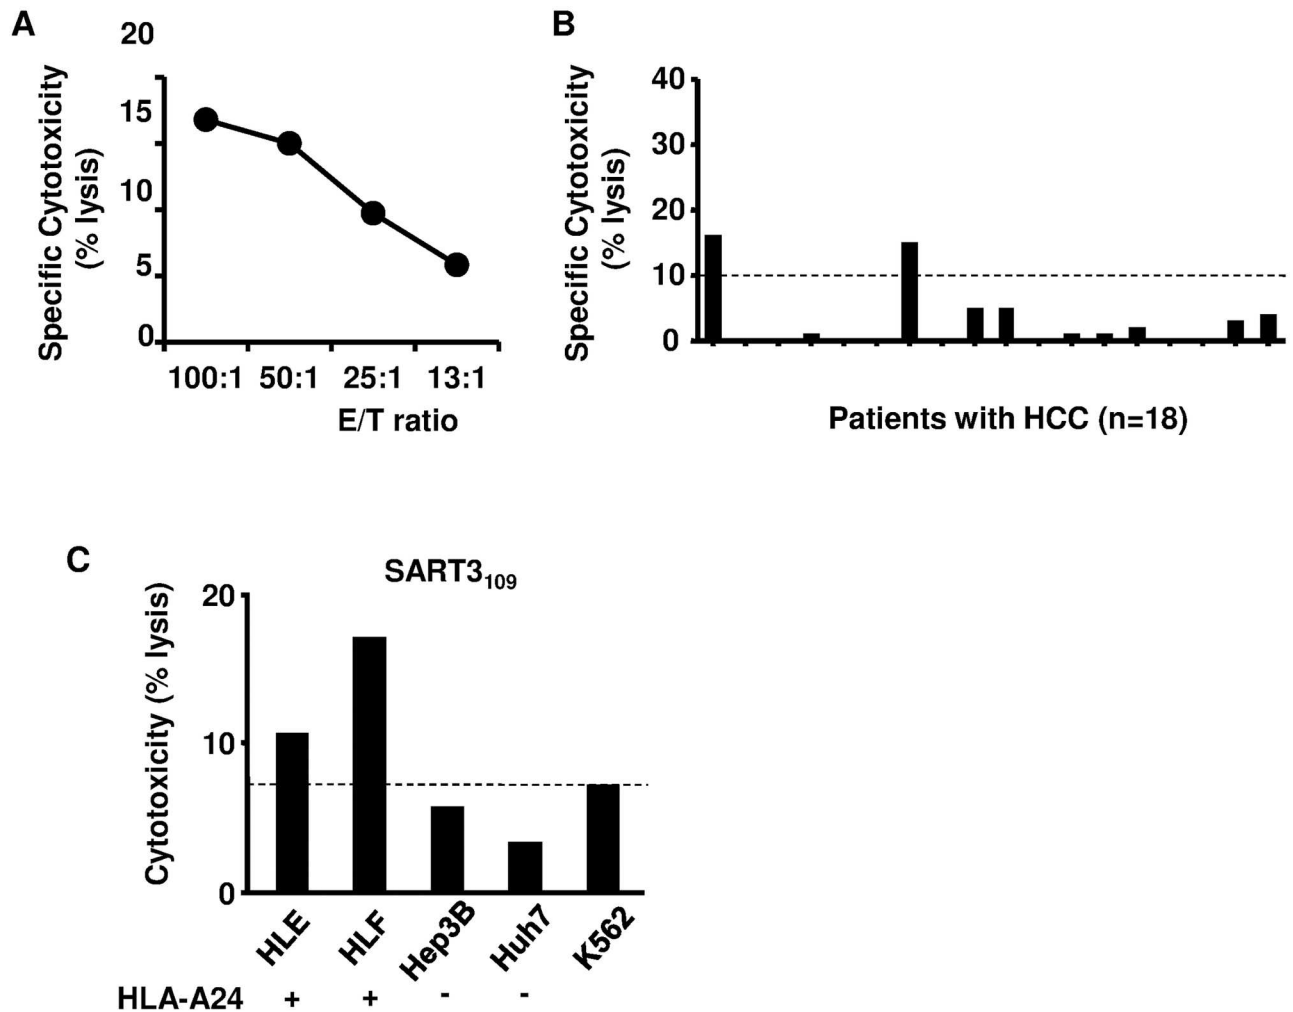 A
Specific Cytotoxicity
(% lysis)
20
15
10
5
0
100:1 50:1 25:1 13:1
E/T ratio
B
Specific Cytotoxicity
(% lysis)
40
30
20
10
0
Patients with HCC (n=18)
C
SART3109
Cytotoxicity (% lysis)
20
10
0
HLE HLF Hep3B Huh7 K562
HLA-A24 + + - -